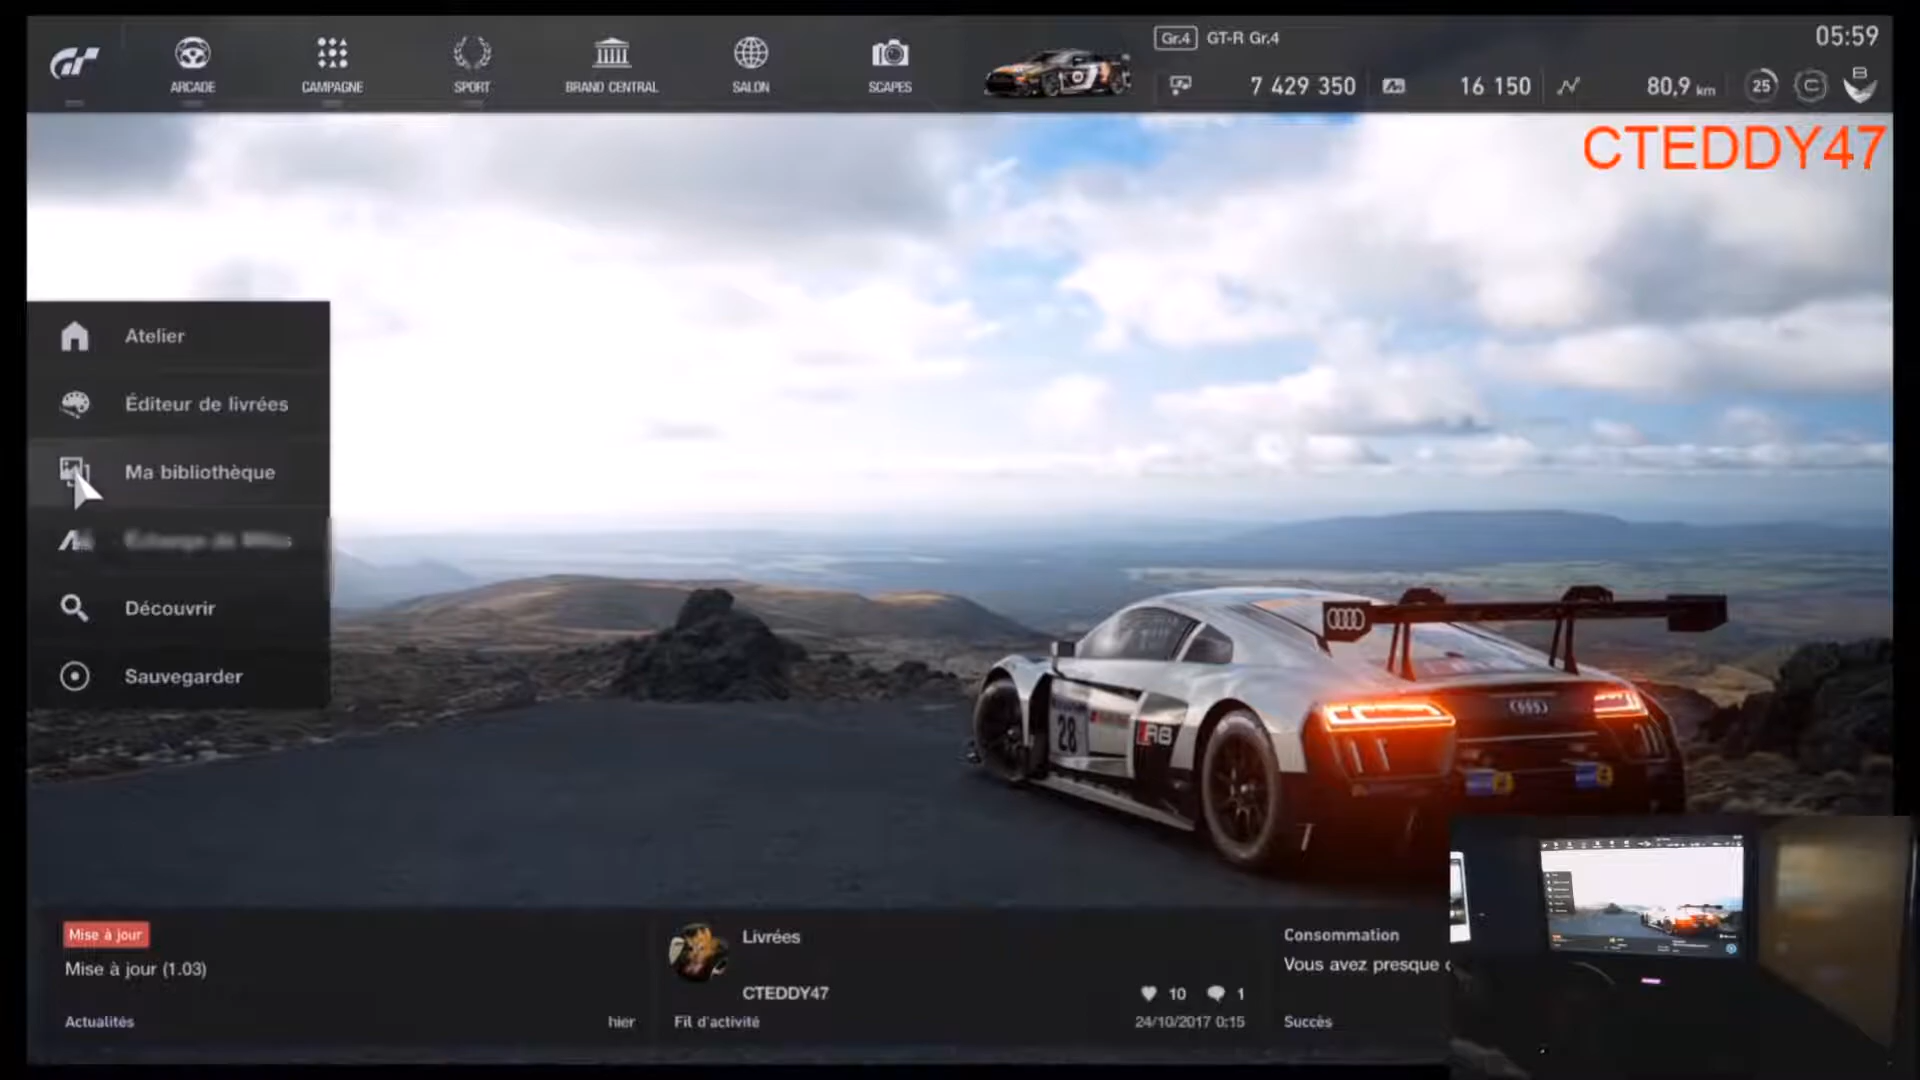 ARCADE
CAMPAGNE
SPORT
BRAND CENTRAL
SALON
SCAPES
Gr.4 GT-R Gr.4
05:59
7 429 350
16 150
80,9 km
25
C
B
CTEDDY47
Atelier
Éditeur de livrées
Ma bibliothèque
Découvrir
Sauvegarder
28
R8
Mise à jour
Mise à jour (1.03)
Actualités
hier
Livrées
CTEDDY47
10
1
Fil d'activité
24/10/2017 0:15
Consommation
Vous avez presque
Succès